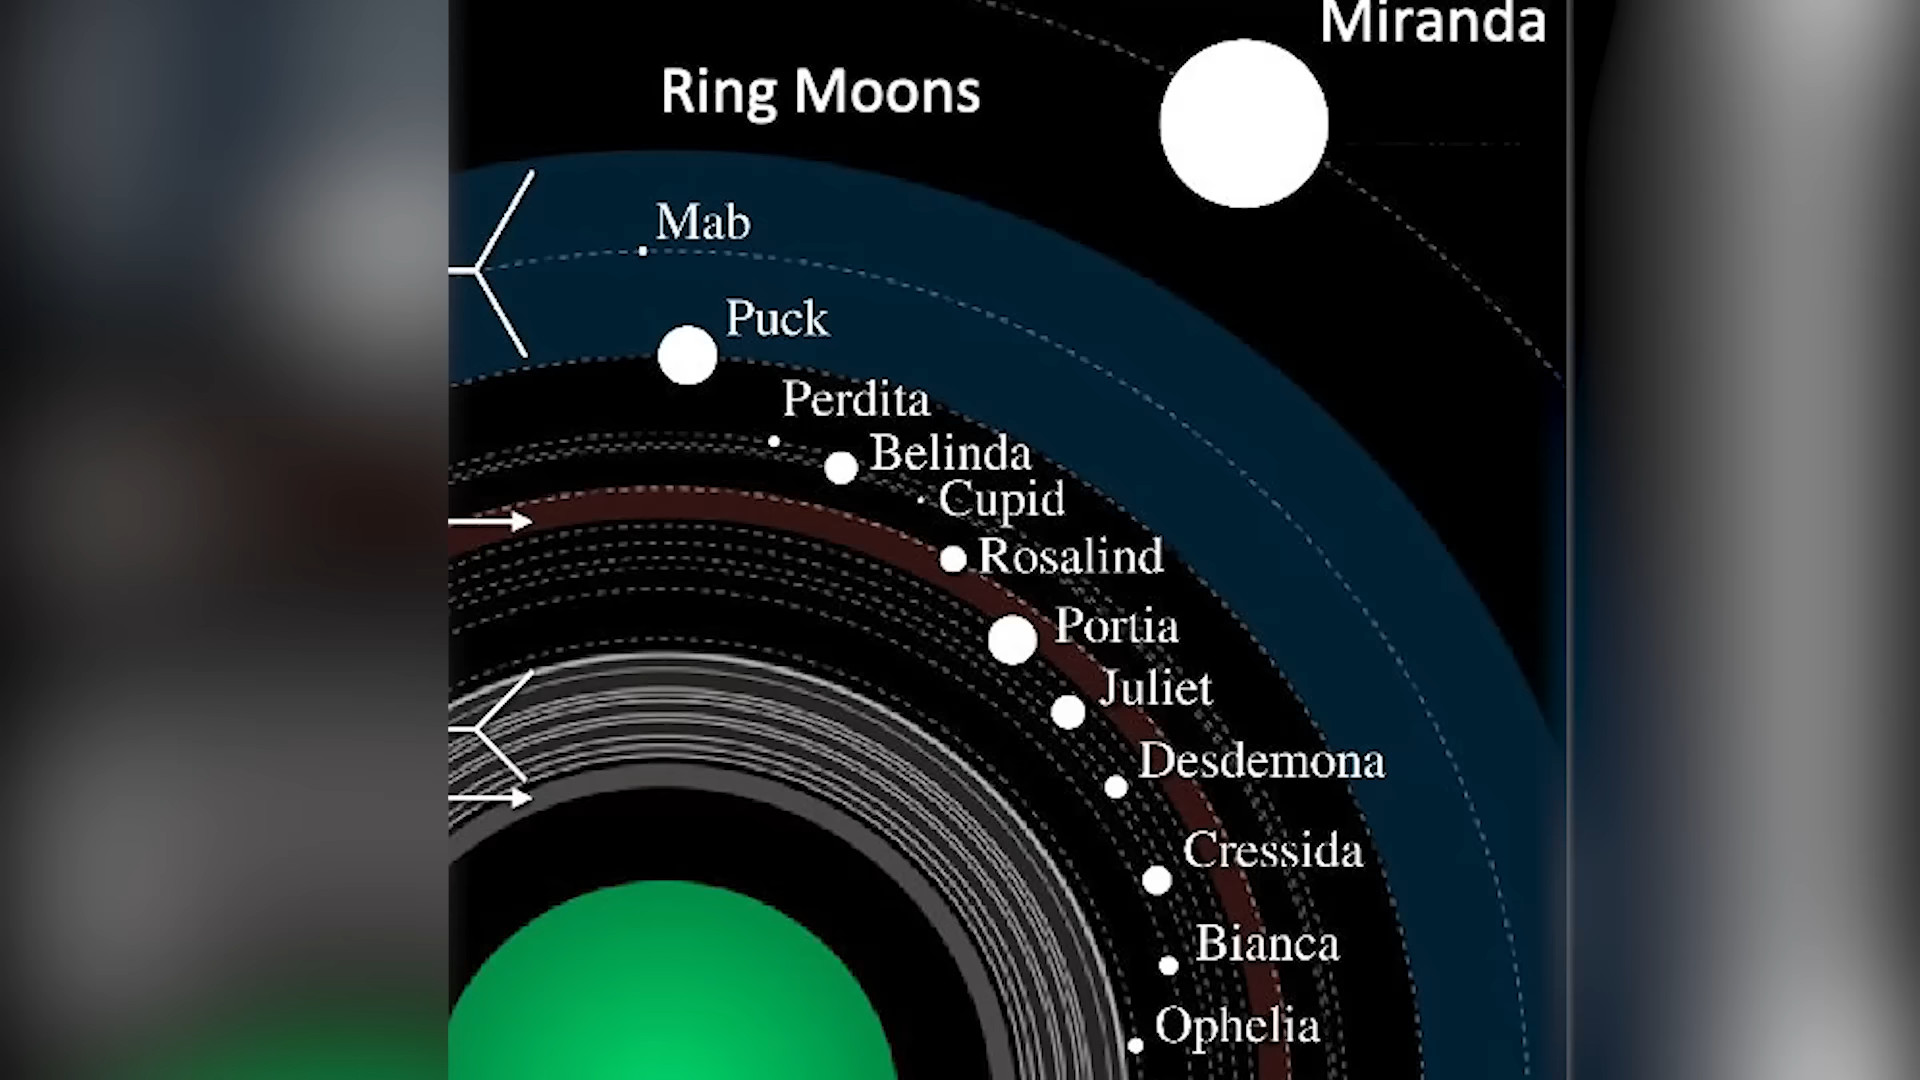 Miranda
Ring Moons
Mab
Puck
Perdita
Belinda
Cupid
Rosalind
Portia
Juliet
Desdemona
Cressida
Bianca
Ophelia